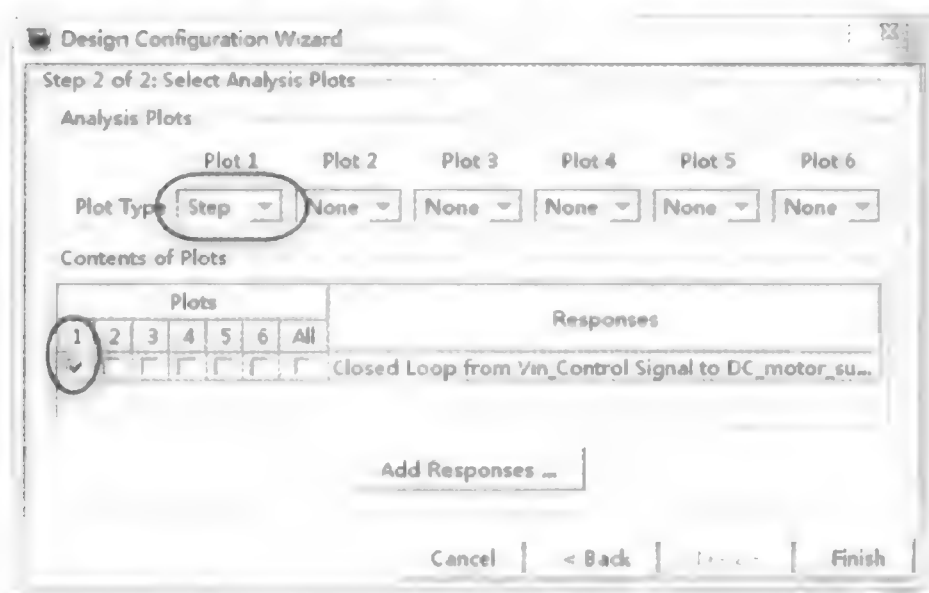 Design Configuration Wizard
Step 2 of 2: Select Analysis Plots
Analysis Plots
Plot 1 Plot 2 Plot 3 Plot 4 Plot 5 Plot 6
Plot Type Step None None None None None
Contents of Plots
Plots
Responses
1 2 3 4 5 6 All
Closed Loop from Vin_Control Signal to DC_motor_su...
Add Responses ...
Cancel < Back Finish